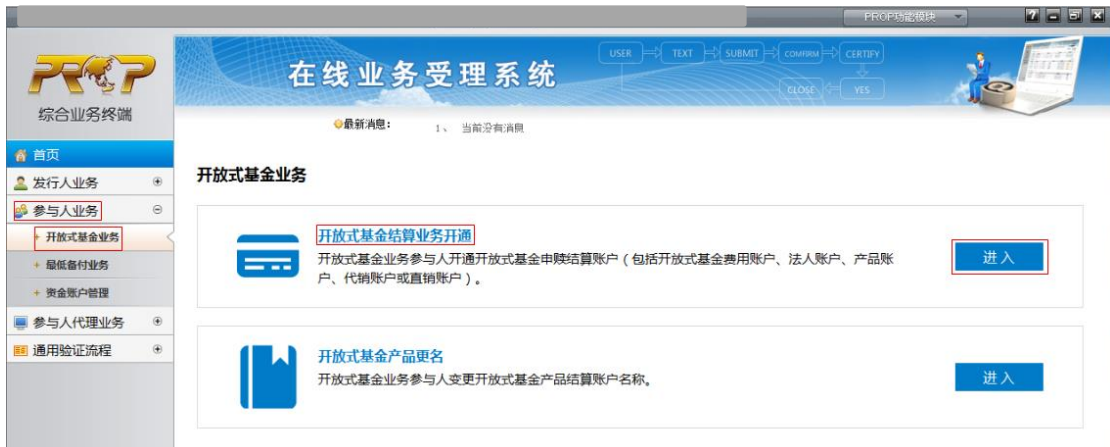 PROP功能模块
PROP
综合业务终端
在线业务受理系统
USER
TEXT
SUBMIT
COMFIRM
CERTIFY
CLOSE
YES
最新消息:
1、 当前没有消息
首页
发行人业务
参与人业务
开放式基金业务
最低备付业务
资金账户管理
参与人代理业务
通用验证流程
开放式基金业务
开放式基金结算业务开通
开放式基金业务参与人开通开放式基金申赎结算账户（包括开放式基金费用账户、法人账户、产品账
户、代销账户或直销账户）。
进入
开放式基金产品更名
开放式基金业务参与人变更开放式基金产品结算账户名称。
进入